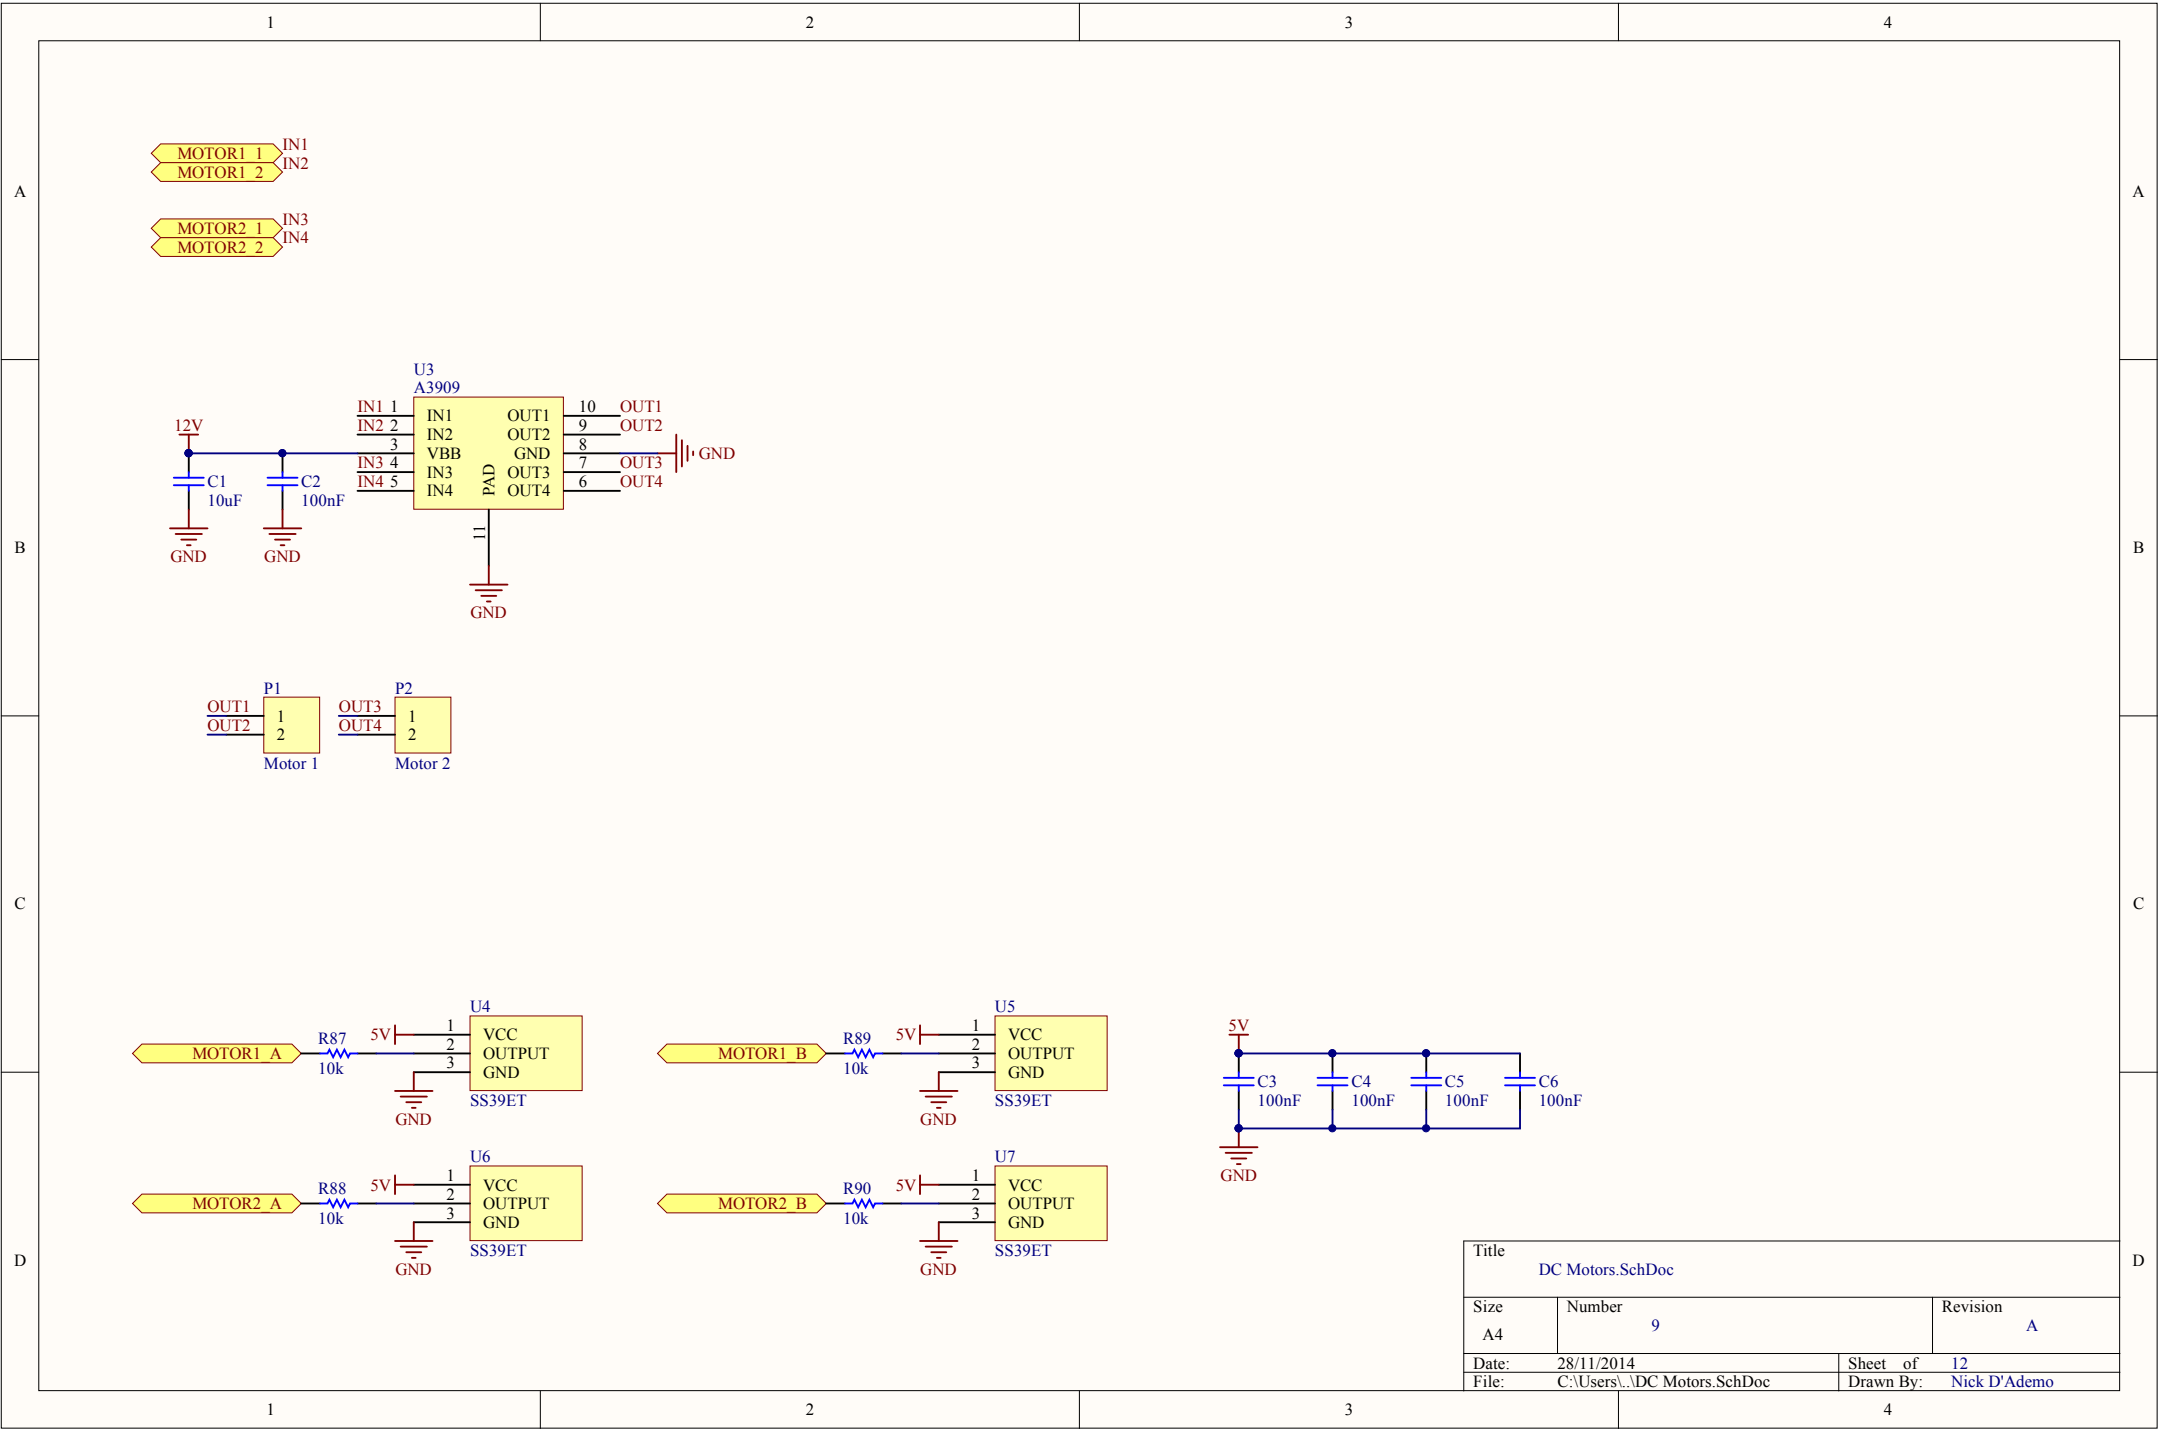 1 2 3 4
A A
MOTOR1_1 IN1
MOTOR1_2 IN2
MOTOR2_1 IN3
MOTOR2_2 IN4
B B
U3
A3909
IN1 1 IN1 OUT1 10 OUT1
IN2 2 IN2 OUT2 9 OUT2
12V 3 VBB GND 8 GND
IN3 4 IN3 OUT3 7 OUT3
IN4 5 IN4 OUT4 6 OUT4
PAD
11
GND
C1
10uF
GND
C2
100nF
GND
P1
OUT1 1
OUT2 2
Motor 1
P2
OUT3 1
OUT4 2
Motor 2
C C
U4
5V 1 VCC
MOTOR1_A R87 2 OUTPUT
10k 3 GND
GND SS39ET
U5
5V 1 VCC
MOTOR1_B R89 2 OUTPUT
10k 3 GND
GND SS39ET
5V
C3 C4 C5 C6
100nF 100nF 100nF 100nF
GND
D D
U6
5V 1 VCC
MOTOR2_A R88 2 OUTPUT
10k 3 GND
GND SS39ET
U7
5V 1 VCC
MOTOR2_B R90 2 OUTPUT
10k 3 GND
GND SS39ET
Title
DC Motors.SchDoc
Size Number Revision
A4 9 A
Date: 28/11/2014 Sheet of 12
File: C:\Users\..\DC Motors.SchDoc Drawn By: Nick D'Ademo
1 2 3 4